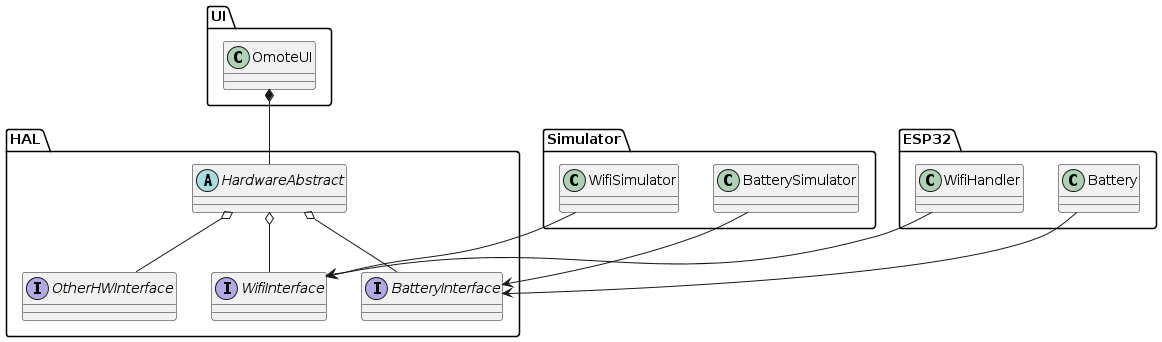 UI
C OmoteUI
HAL
Simulator
ESP32
A HardwareAbstract
C WifiSimulator
C BatterySimulator
C WifiHandler
C Battery
I OtherHWInterface
I WifiInterface
I BatteryInterface